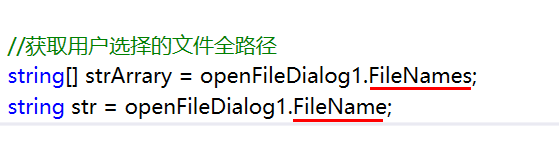 //获取用户选择的文件全路径
string[] strArrary = openFileDialog1.FileNames;
string str = openFileDialog1.FileName;